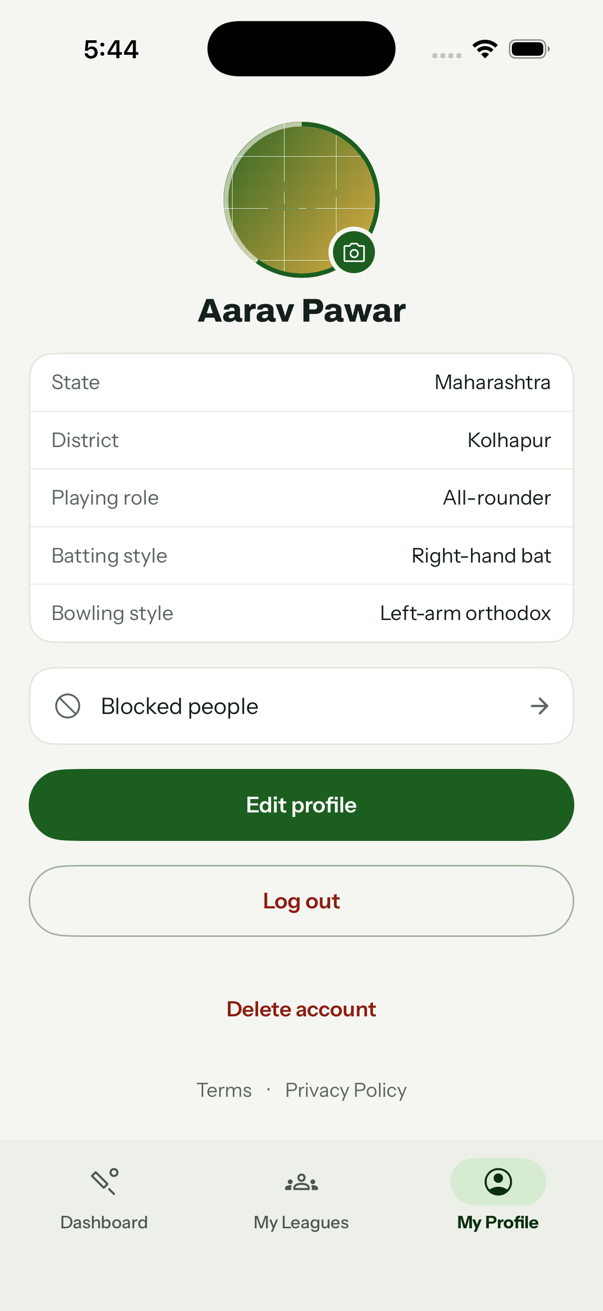 5:44
Aarav Pawar
State Maharashtra
District Kolhapur
Playing role All-rounder
Batting style Right-hand bat
Bowling style Left-arm orthodox
Blocked people
Edit profile
Log out
Delete account
Terms · Privacy Policy
Dashboard My Leagues My Profile